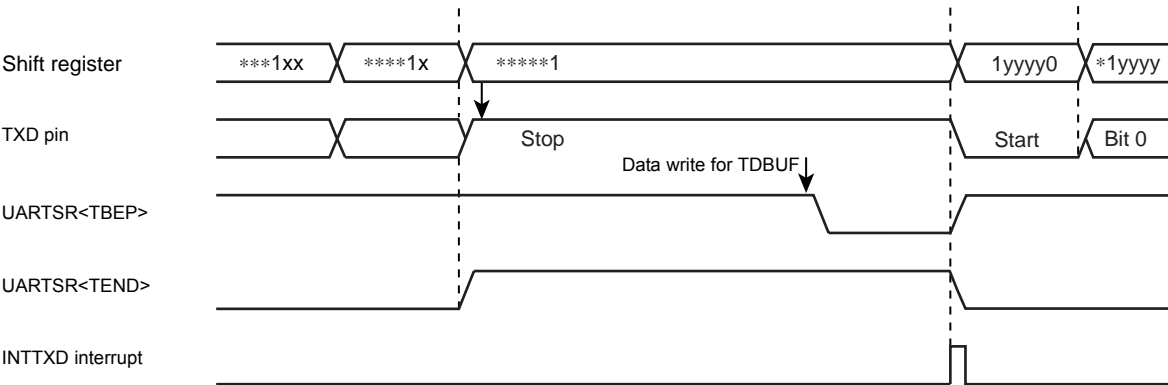 Shift register ***1xx ****1x *****1 1yyyy0 *1yyyy
TXD pin Stop Start Bit 0
Data write for TDBUF
UARTSR<TBEP>
UARTSR<TEND>
INTTXD interrupt